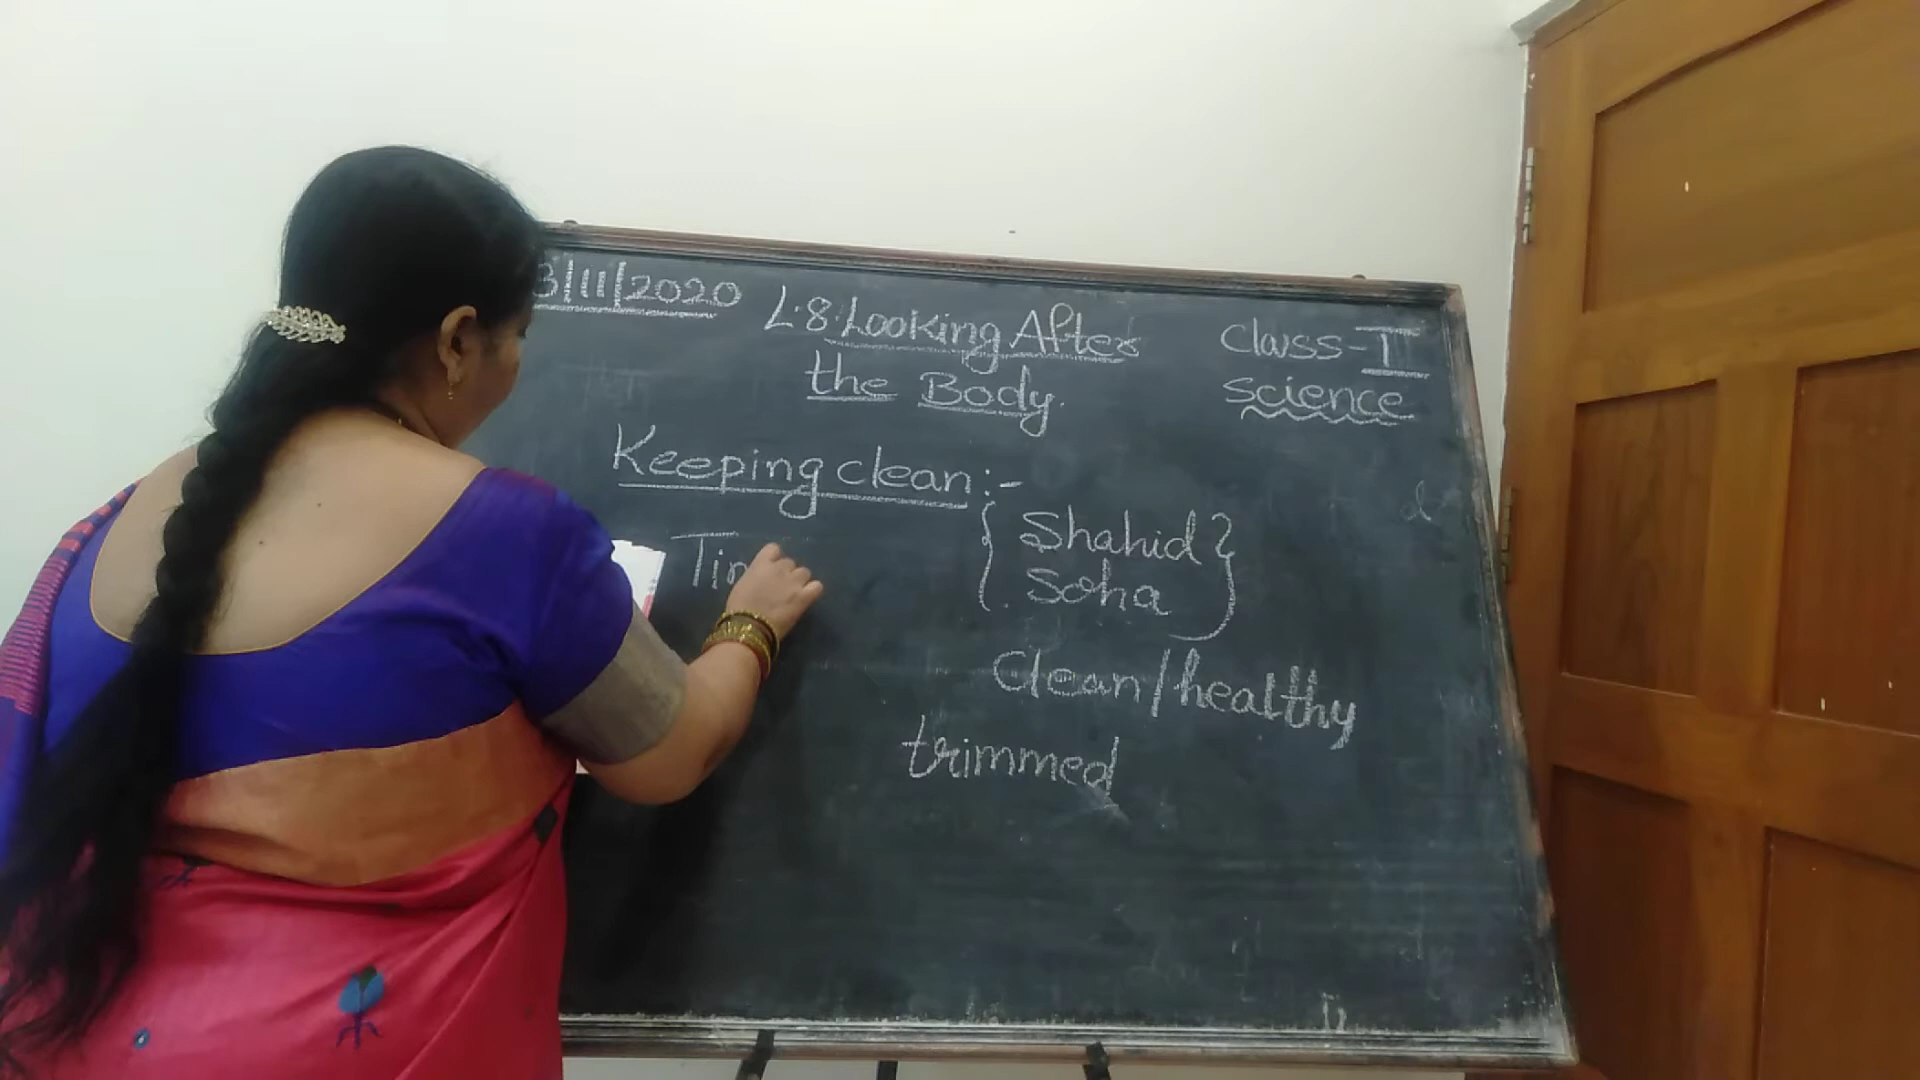 3/11/2020
L.8. Looking After
the Body.
Class-I
Science
Keeping clean:-
{ Shahid }
{ Soha }
Clean/healthy
trimmed